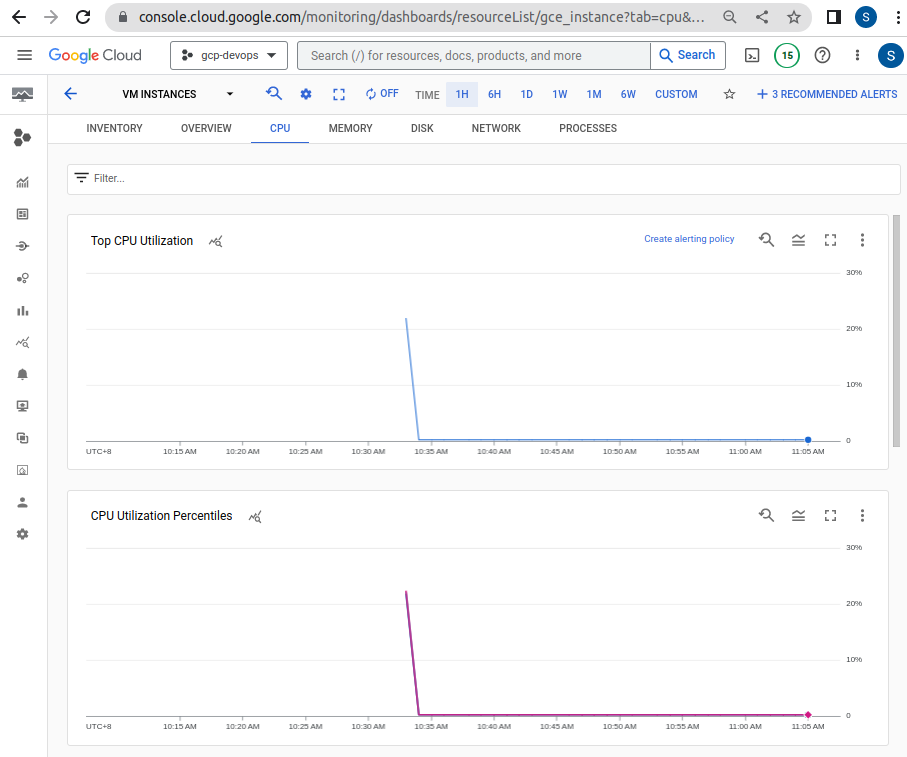 console.cloud.google.com/monitoring/dashboards/resourceList/gce_instance?tab=cpu&...
S
Google Cloud
gcp-devops
Search (/) for resources, docs, products, and more
Search
15
S
VM INSTANCES
OFF
TIME
1H
6H
1D
1W
1M
6W
CUSTOM
+ 3 RECOMMENDED ALERTS
INVENTORY
OVERVIEW
CPU
MEMORY
DISK
NETWORK
PROCESSES
Filter...
Top CPU Utilization
Create alerting policy
30%
20%
10%
0
UTC+8
10:15 AM
10:20 AM
10:25 AM
10:30 AM
10:35 AM
10:40 AM
10:45 AM
10:50 AM
10:55 AM
11:00 AM
11:05 AM
CPU Utilization Percentiles
30%
20%
10%
0
UTC+8
10:15 AM
10:20 AM
10:25 AM
10:30 AM
10:35 AM
10:40 AM
10:45 AM
10:50 AM
10:55 AM
11:00 AM
11:05 AM